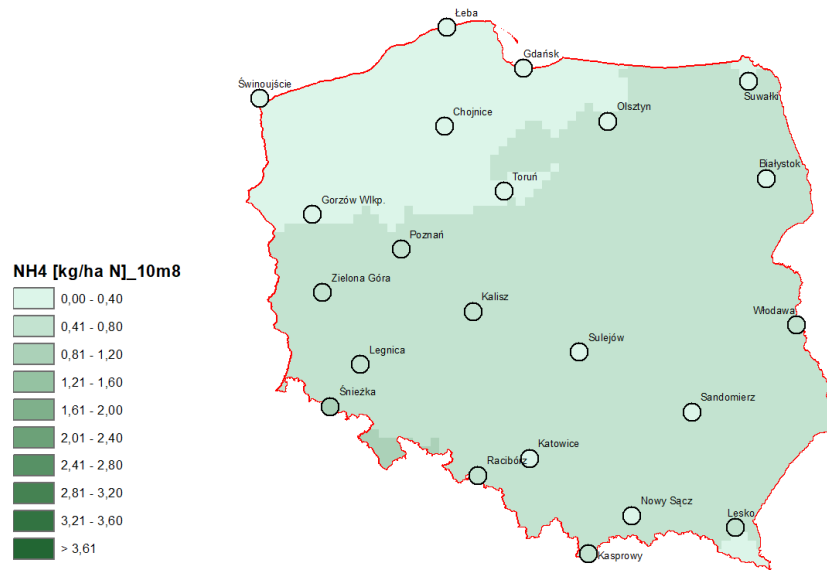 Łeba
Gdańsk
Świnoujście
Suwałki
Chojnice
Olsztyn
Białystok
Toruń
Gorzów Wlkp.
Poznań
NH4 [kg/ha N]_10m8
Zielona Góra
0,00 - 0,40
Kalisz
0,41 - 0,80
Włodawa
Sulejów
0,81 - 1,20
Legnica
1,21 - 1,60
Śnieżka
Sandomierz
1,61 - 2,00
2,01 - 2,40
Katowice
2,41 - 2,80
Racibórz
2,81 - 3,20
Nowy Sącz
Lesko
3,21 - 3,60
> 3,61
Kasprowy